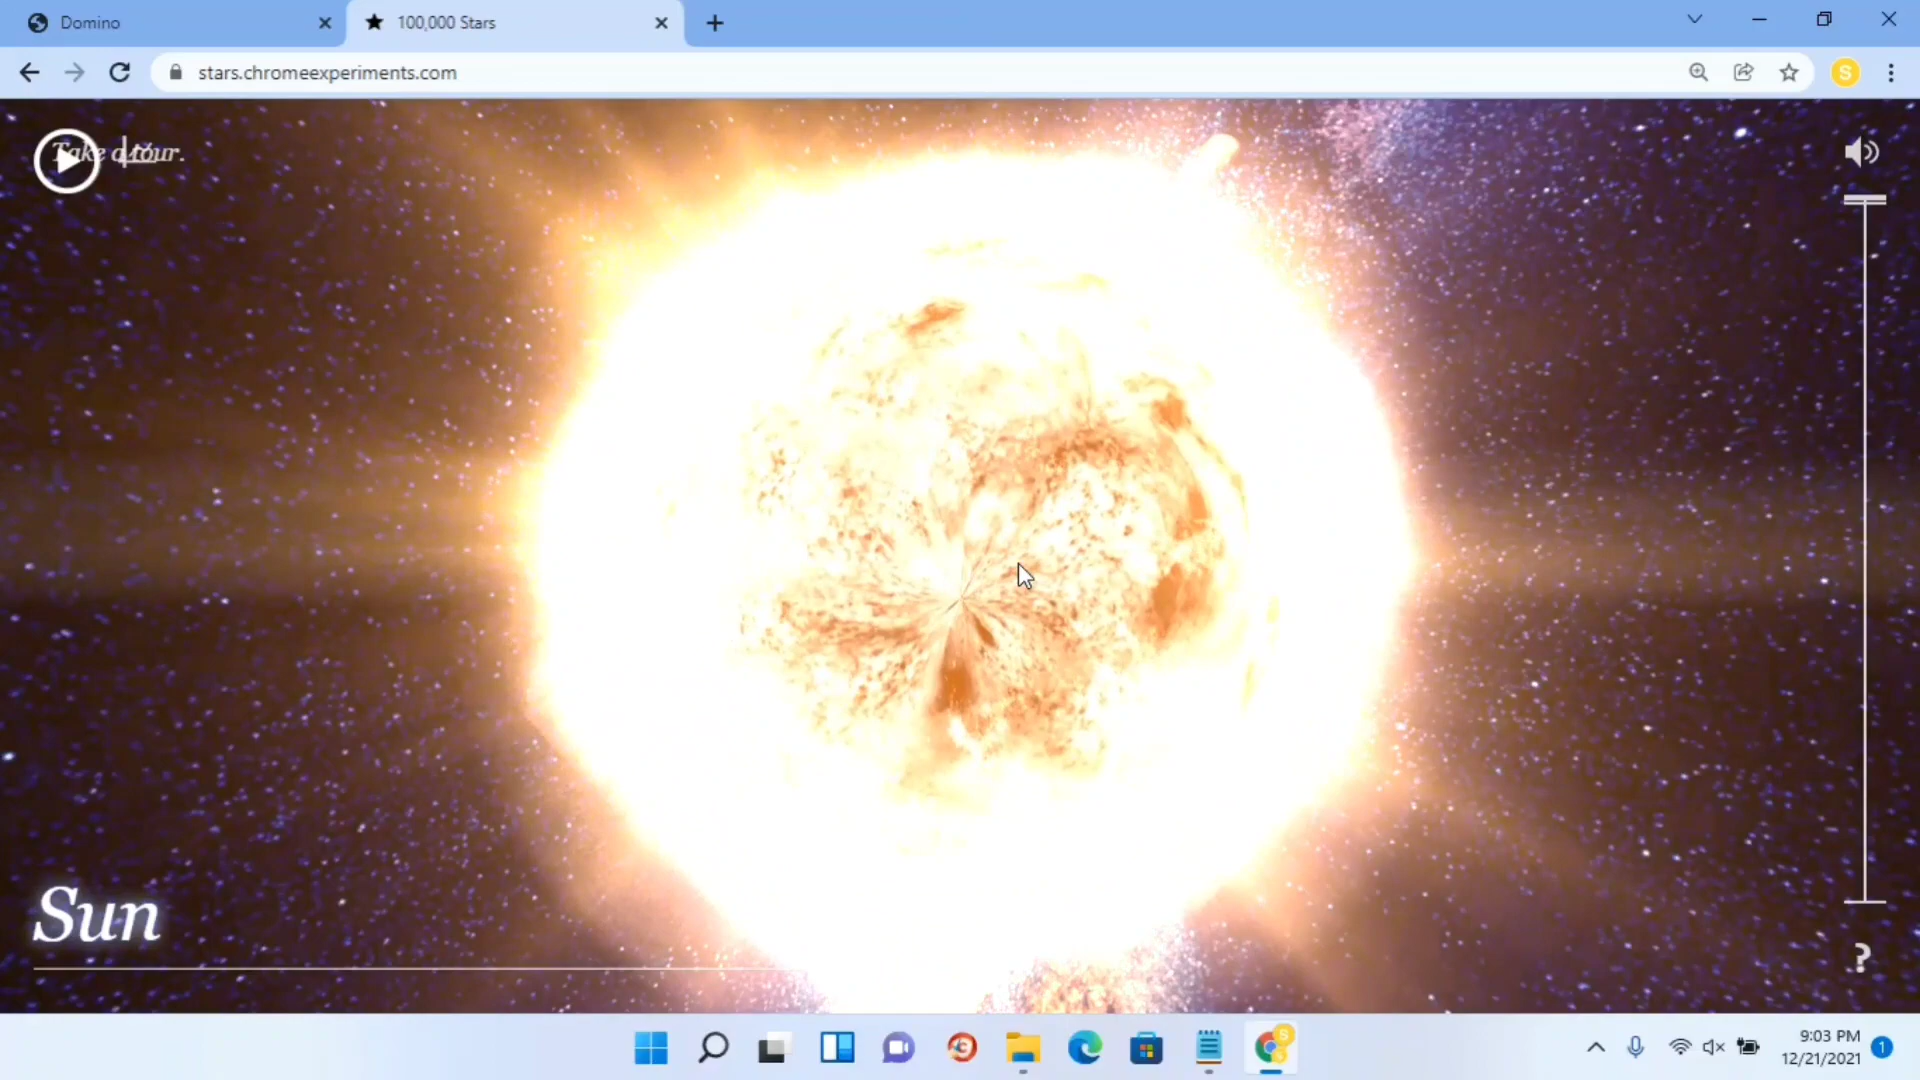 Domino
100,000 Stars
stars.chromeexperiments.com
S
Take a tour.
Sun
?
9:03 PM
12/21/2021
1